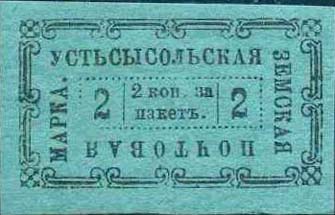 УСТЬСЫСОЛЬСКАЯ
ЗЕМСКАЯ
ПОЧТОВАЯ
МАРКА.
2 2 коп. за 2
пакетъ.